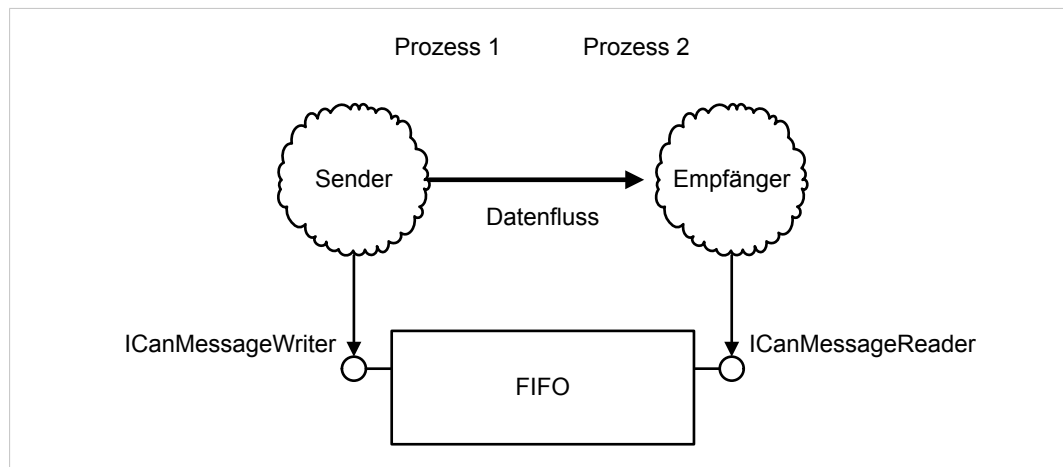 Prozess 1 Prozess 2
Sender Empfänger
Datenfluss
ICanMessageWriter ICanMessageReader
FIFO